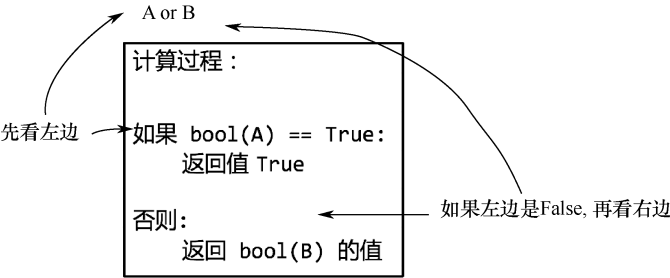 A or B
计算过程：
先看左边
如果 bool(A) == True:
返回值 True
如果左边是False, 再看右边
否则:
返回 bool(B) 的值